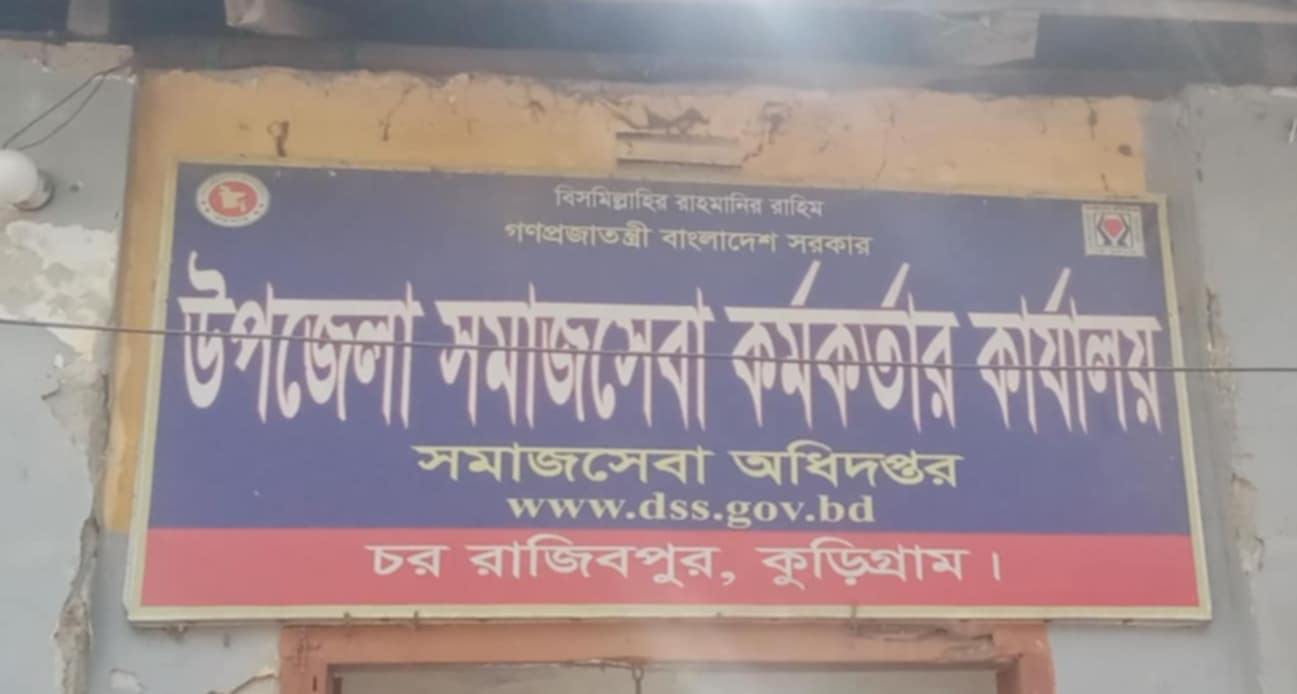 বিসমিল্লাহির রাহমানির রাহিম
গণপ্রজাতন্ত্রী বাংলাদেশ সরকার
উপজেলা সমাজসেবা কর্মকর্তার কার্যালয়
সমাজসেবা অধিদপ্তর
www.dss.gov.bd
চর রাজিবপুর, কুড়িগ্রাম।